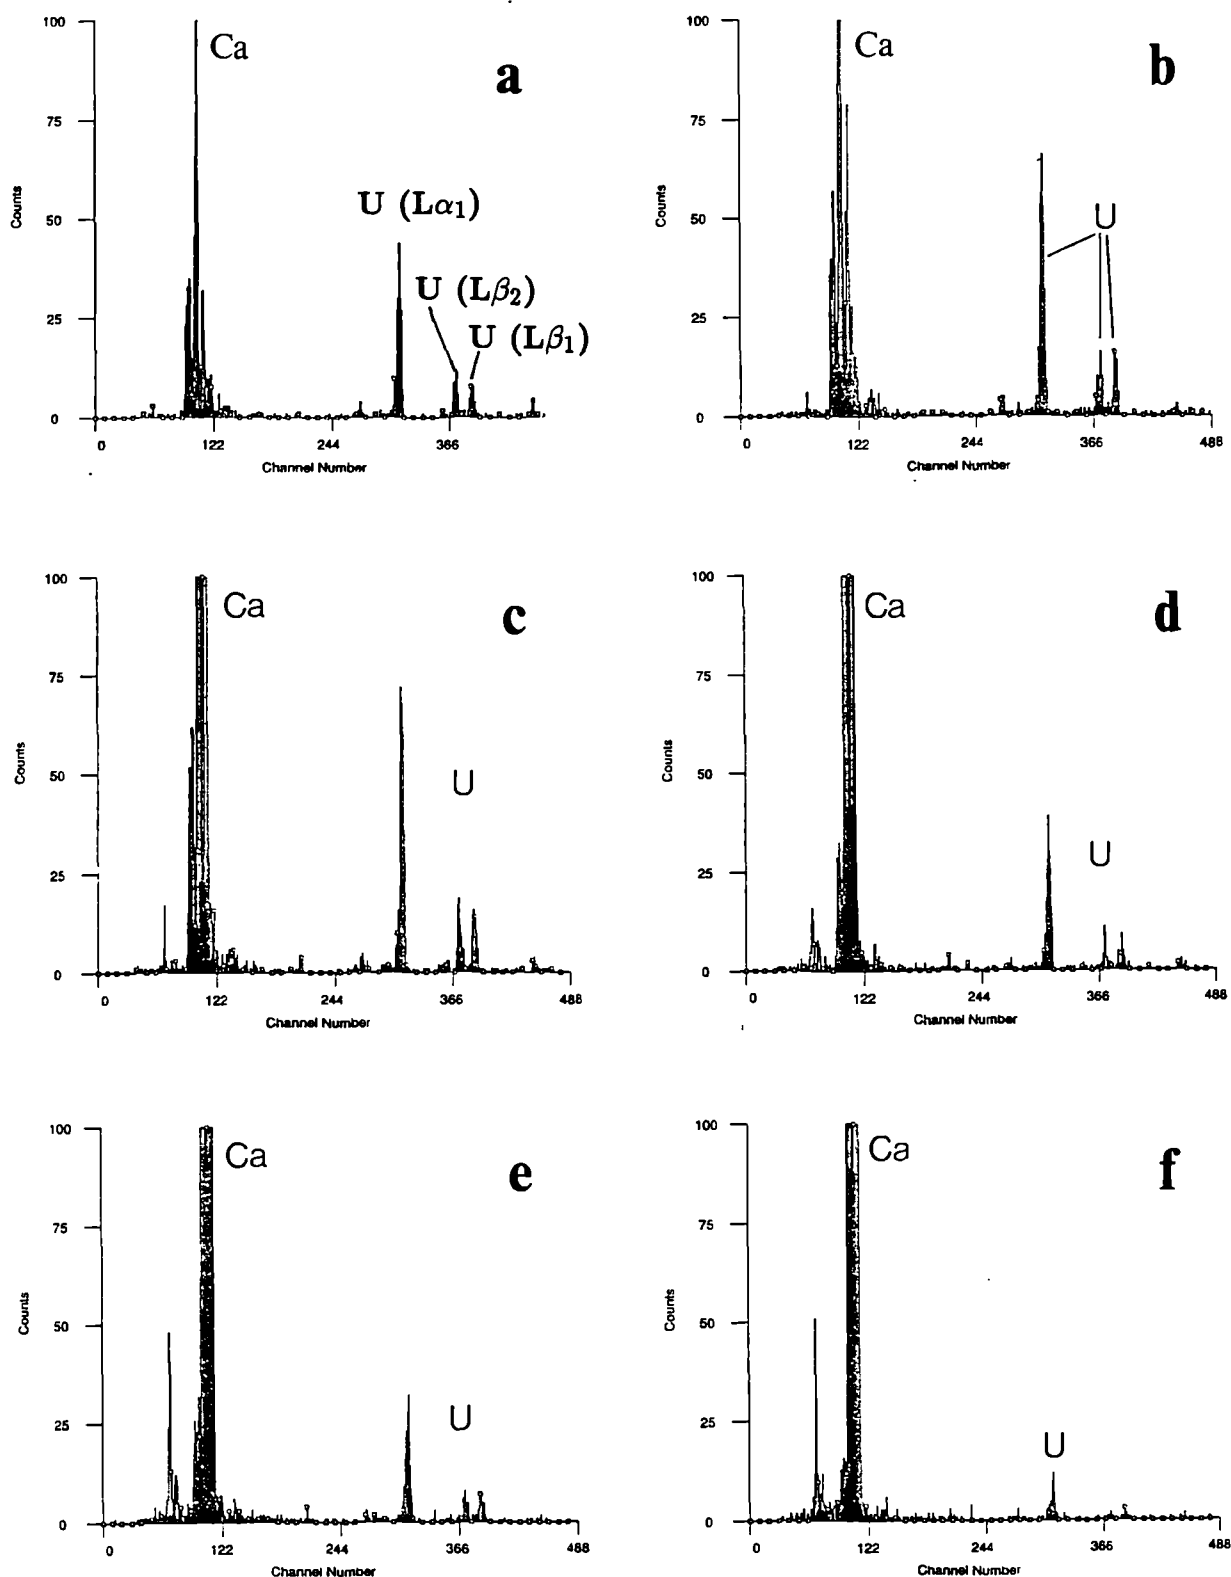 100
Ca
a
75
Counts
50
U (Lα1)
U (Lβ2)
25
U (Lβ1)
0
0 122 244 366
Channel Number
100
Ca
b
75
Counts
50
U
25
0
0 122 244 366 488
Channel Number
100
Ca
c
75
Counts
50
U
25
0
0 122 244 366 488
Channel Number
100
Ca
d
75
Counts
50
U
25
0
0 122 244 366 488
Channel Number
100
Ca
e
75
Counts
50
U
25
0
0 122 244 366 488
Channel Number
100
Ca
f
75
Counts
50
U
25
0
0 122 244 366 488
Channel Number